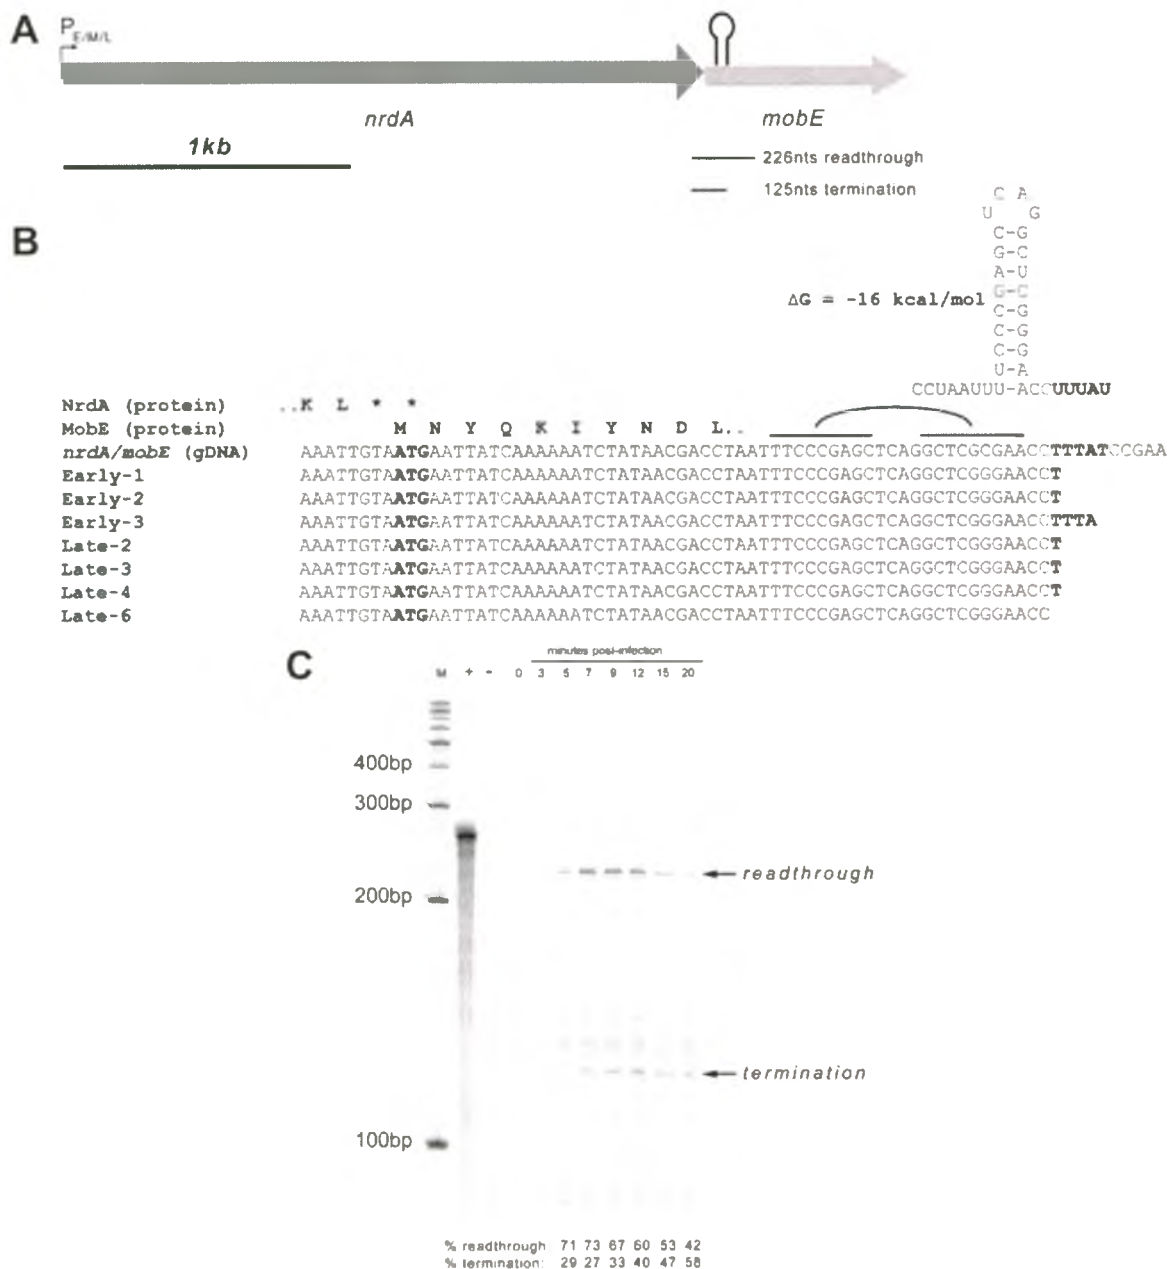 A
P E/M/L
nrdA
mobE
1kb
226nts readthrough
125nts termination
B
C A
U G
C-G
G-C
A-U
G-C
C-G
C-G
C-G
U-A
ΔG = -16 kcal/mol
CCUAAUUU-ACCUUUAU
NrdA (protein) ..K L * *
MobE (protein) M N Y Q K I Y N D L..
nrdA/mobE (gDNA) AAATTGTAATGAATTATCAAAAAATCTATAACGACCTAATTTCCCGAGCTCAGGCTCGCGAACCTTTATCCGAA
Early-1 AAATTGTAATGAATTATCAAAAAATCTATAACGACCTAATTTCCCGAGCTCAGGCTCGGGAACCT
Early-2 AAATTGTAATGAATTATCAAAAAATCTATAACGACCTAATTTCCCGAGCTCAGGCTCGGGAACCT
Early-3 AAATTGTAATGAATTATCAAAAAATCTATAACGACCTAATTTCCCGAGCTCAGGCTCGGGAACCTTTA
Late-2 AAATTGTAATGAATTATCAAAAAATCTATAACGACCTAATTTCCCGAGCTCAGGCTCGGGAACCT
Late-3 AAATTGTAATGAATTATCAAAAAATCTATAACGACCTAATTTCCCGAGCTCAGGCTCGGGAACCT
Late-4 AAATTGTAATGAATTATCAAAAAATCTATAACGACCTAATTTCCCGAGCTCAGGCTCGGGAACCT
Late-6 AAATTGTAATGAATTATCAAAAAATCTATAACGACCTAATTTCCCGAGCTCAGGCTCGGGAACC
C
minutes post-infection
M + - 0 3 5 7 9 12 15 20
400bp
300bp
readthrough
200bp
termination
100bp
% readthrough: 71 73 67 60 53 42
% termination: 29 27 33 40 47 58